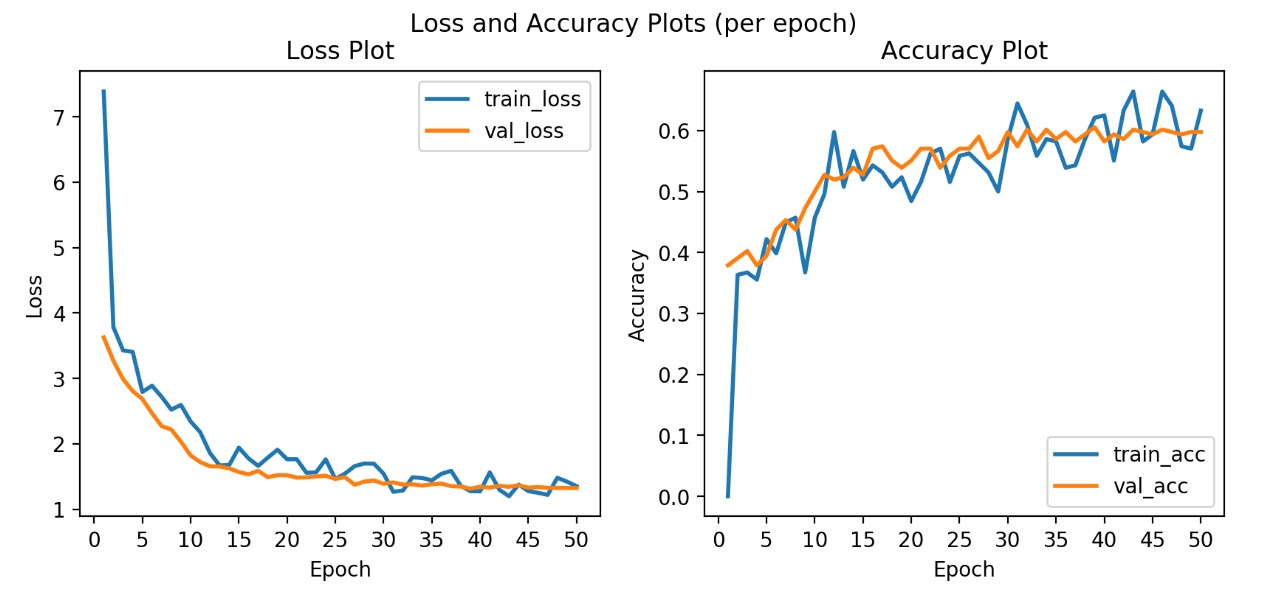 Loss and Accuracy Plots (per epoch)
Loss Plot
train_loss
val_loss
7
6
5
4
3
2
1
Loss
0 5 10 15 20 25 30 35 40 45 50
Epoch
Accuracy Plot
0.6
0.5
0.4
0.3
0.2
0.1
0.0
Accuracy
train_acc
val_acc
0 5 10 15 20 25 30 35 40 45 50
Epoch